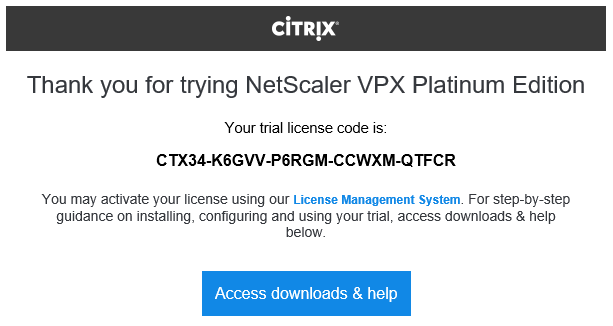 CİTRIX®
Thank you for trying NetScaler VPX Platinum Edition
Your trial license code is:
CTX34-K6GVV-P6RGM-CCWXM-QTFCR
You may activate your license using our License Management System. For step-by-step
guidance on installing, configuring and using your trial, access downloads & help
below.
Access downloads & help